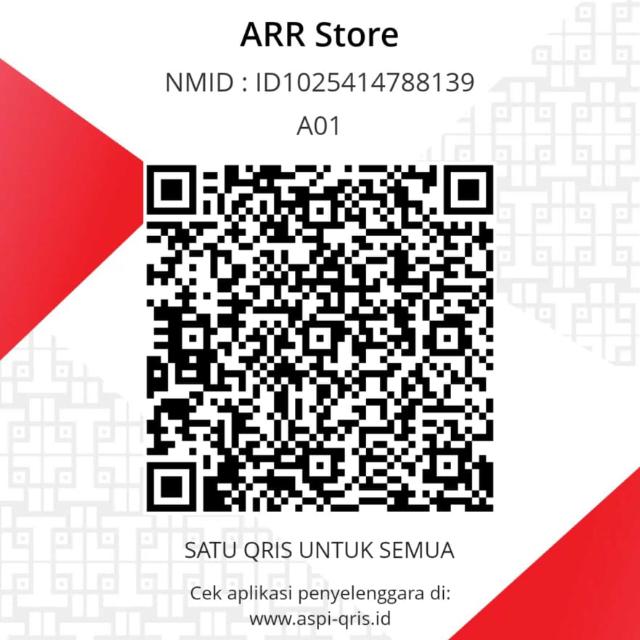 ARR Store
NMID : ID1025414788139
A01
SATU QRIS UNTUK SEMUA
Cek aplikasi penyelenggara di:
www.aspi-qris.id